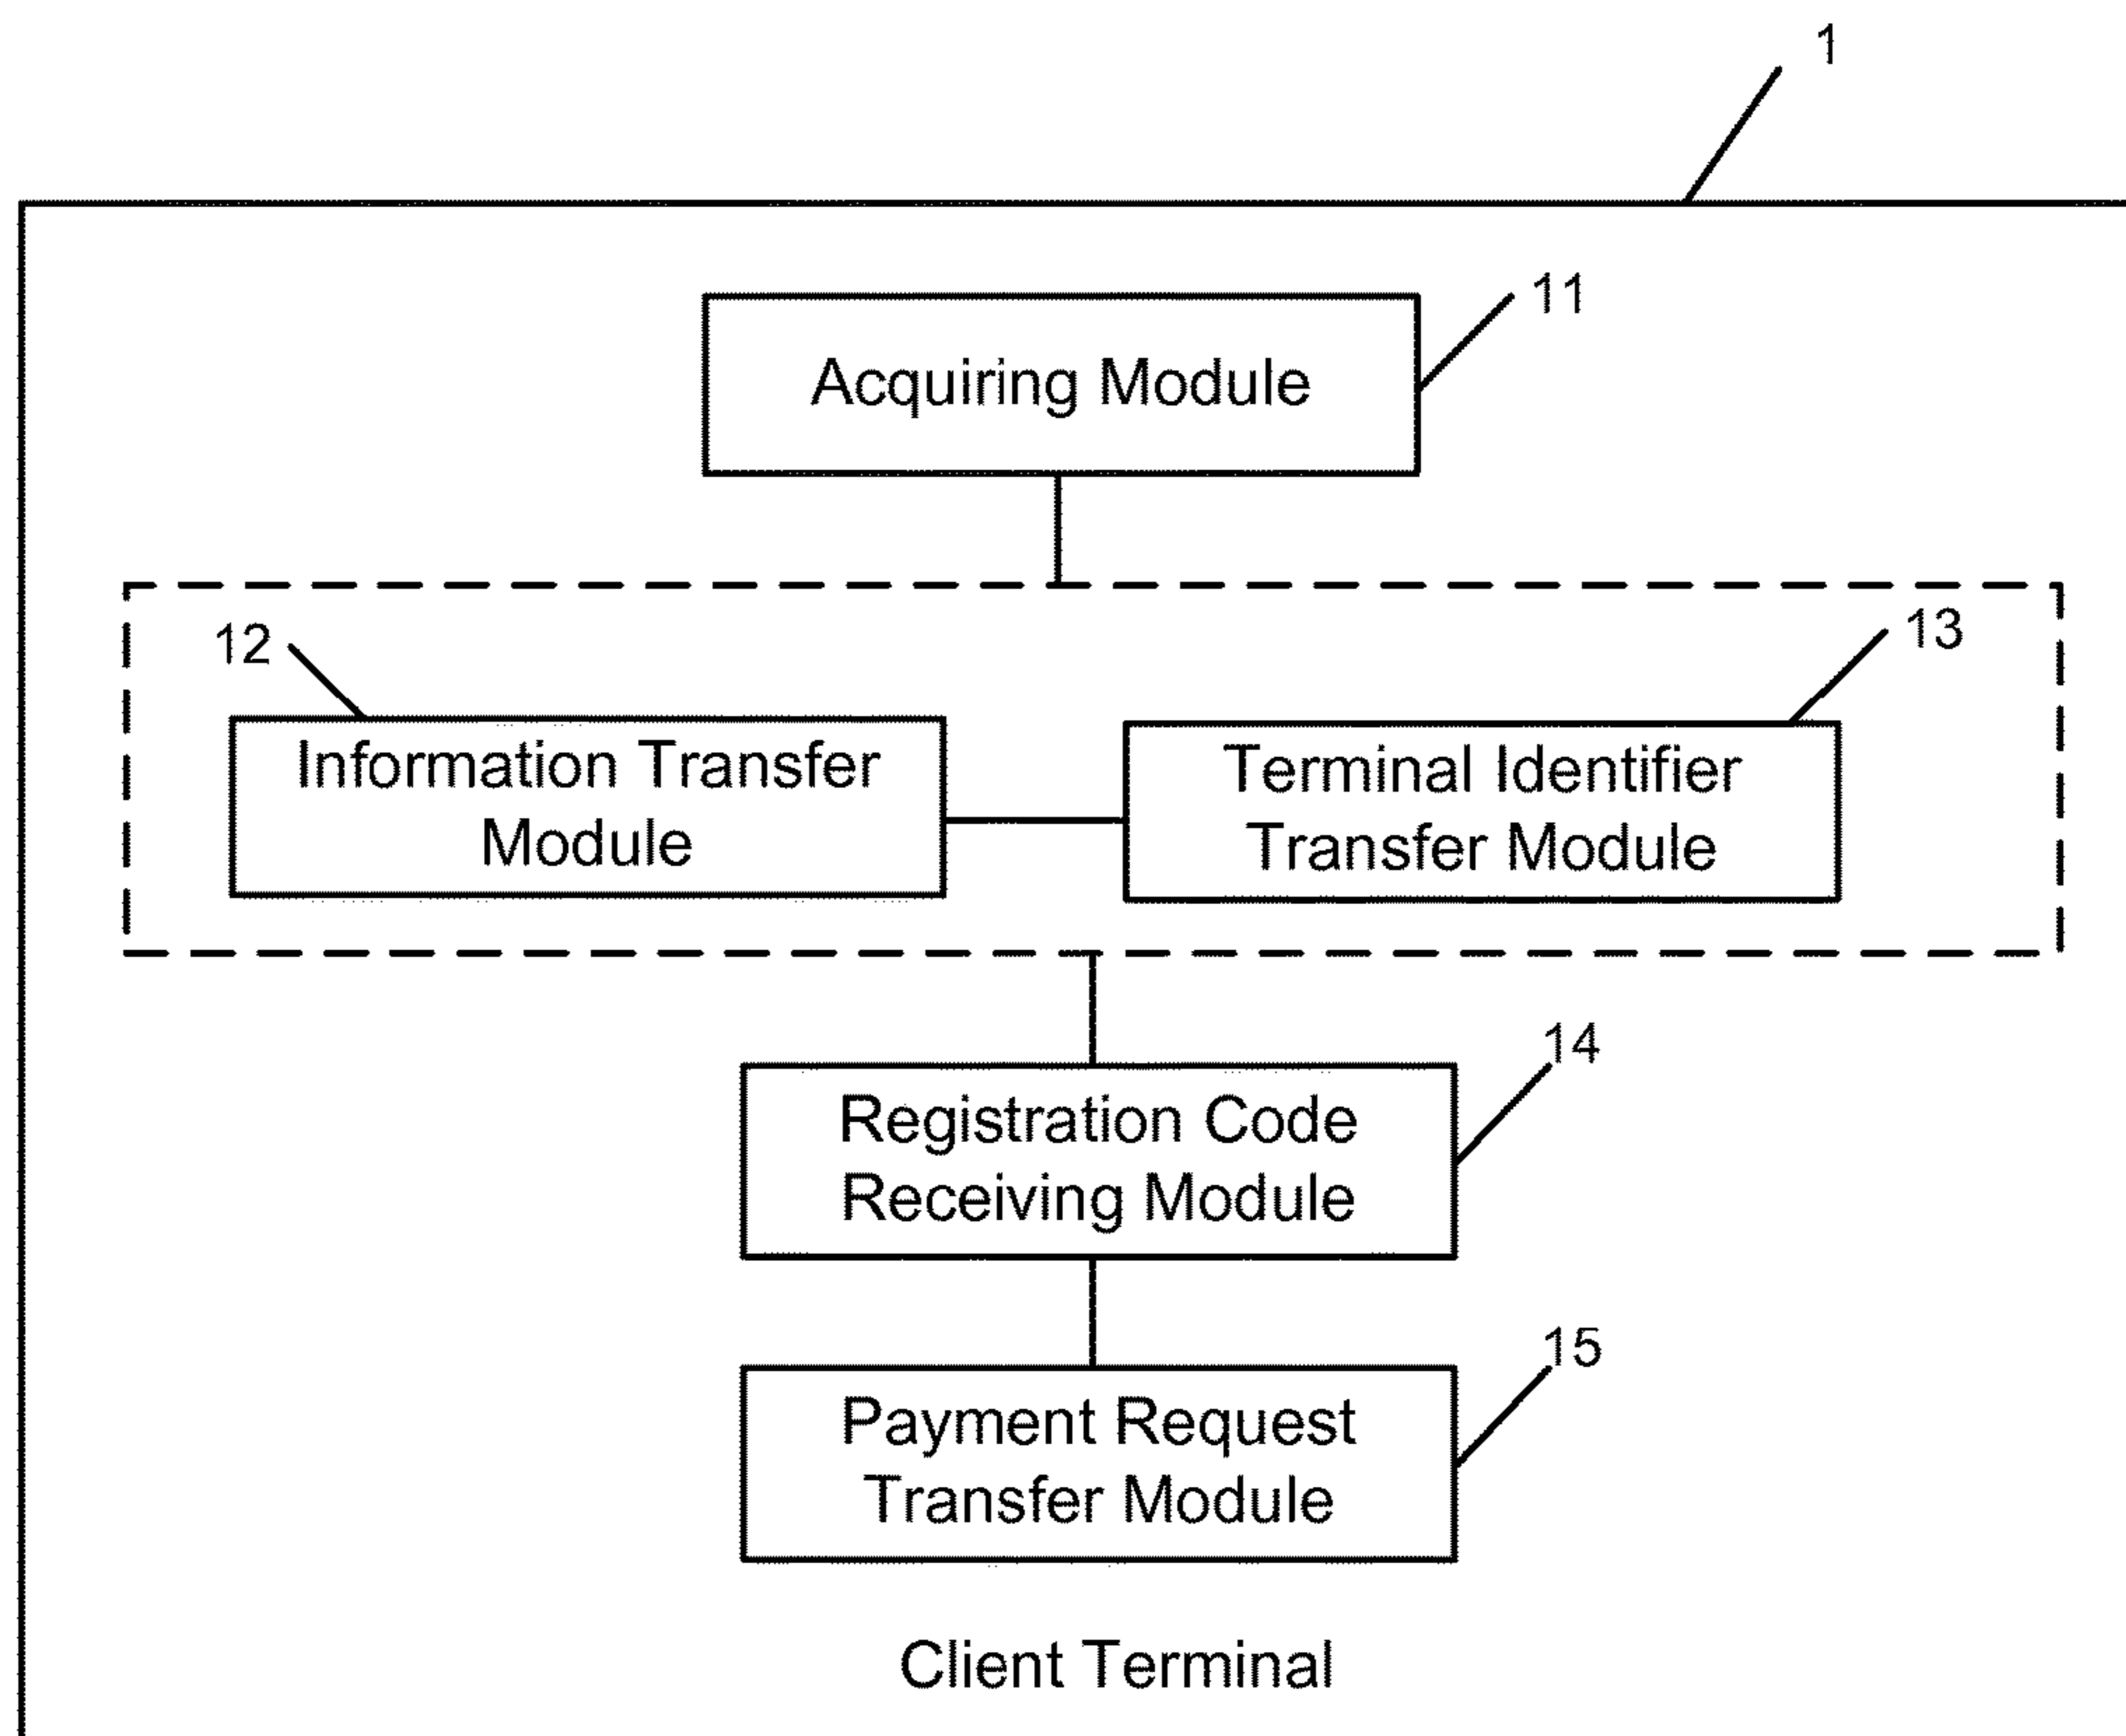 1
11
Acquiring Module
12
13
Information Transfer
Module
Terminal Identifier
Transfer Module
14
Registration Code
Receiving Module
15
Payment Request
Transfer Module
Client Terminal